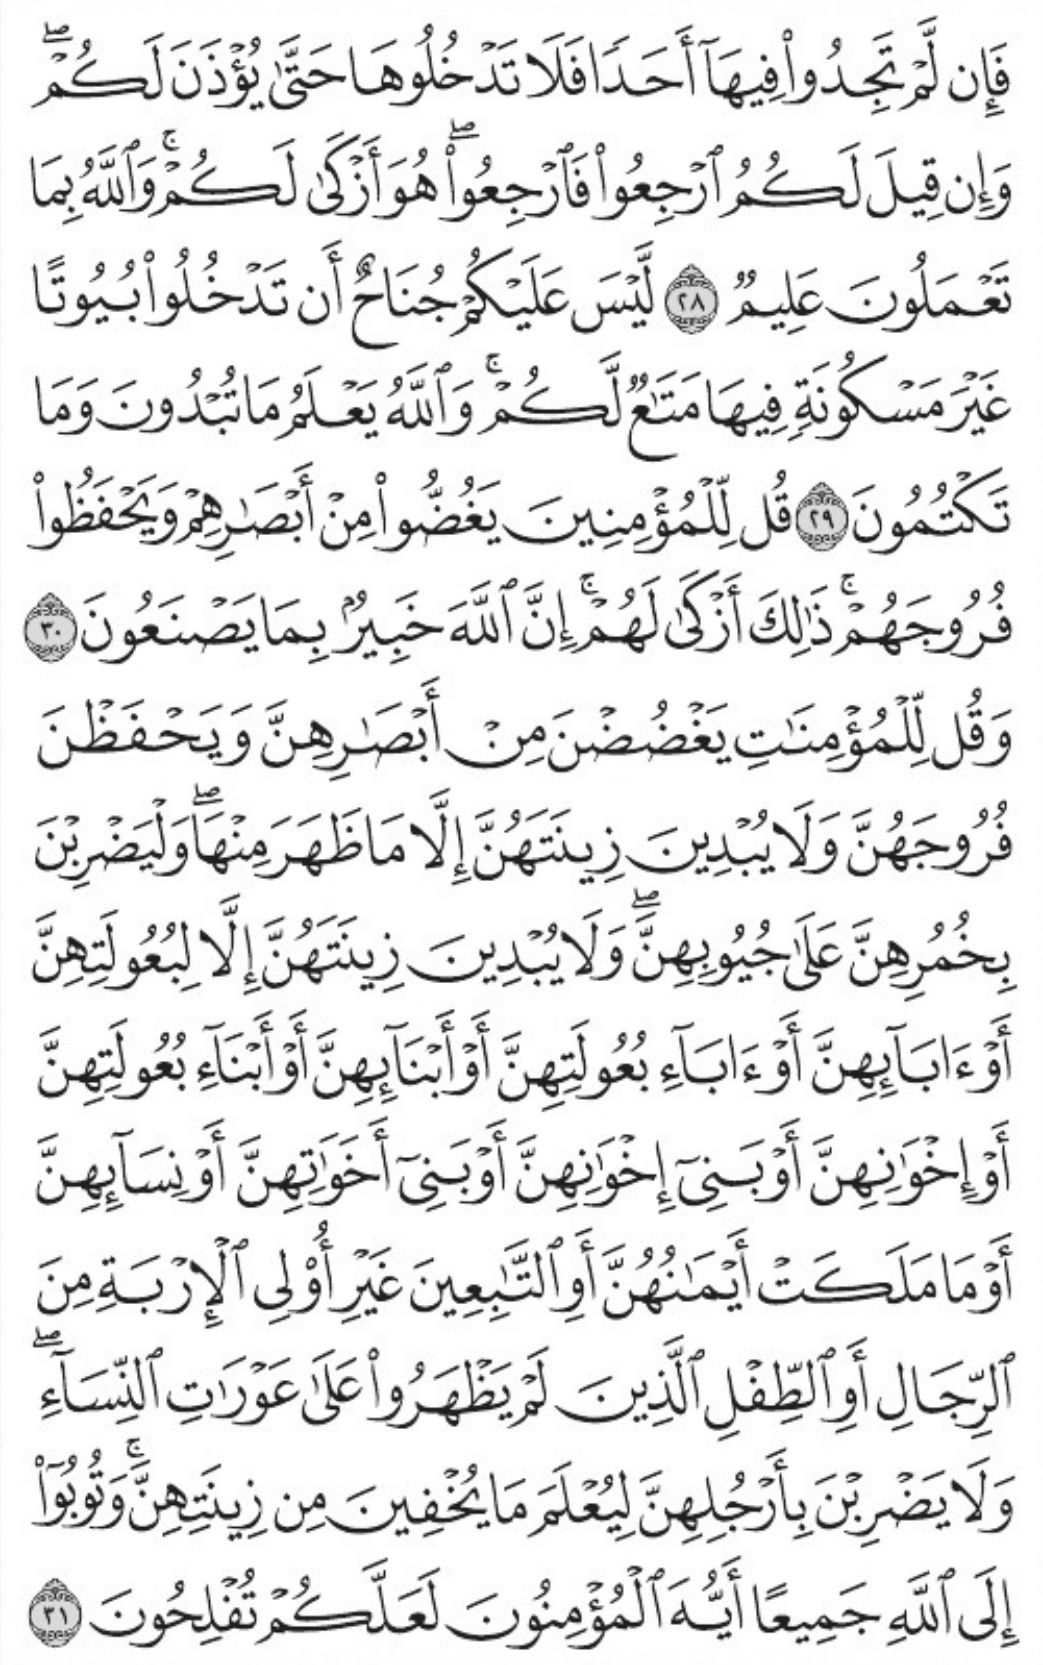 فَإِن لَّمْ تَجِدُوا۟ فِيهَآ أَحَدًا فَلَا تَدْخُلُوهَا حَتَّىٰ يُؤْذَنَ لَكُمْ ۖ
وَإِن قِيلَ لَكُمُ ٱرْجِعُوا۟ فَٱرْجِعُوا۟ ۖ هُوَ أَزْكَىٰ لَكُمْ ۚ وَٱللَّهُ بِمَا
تَعْمَلُونَ عَلِيمٌ ٢٨ لَّيْسَ عَلَيْكُمْ جُنَاحٌ أَن تَدْخُلُوا۟ بُيُوتًا
غَيْرَ مَسْكُونَةٍ فِيهَا مَتَـٰعٌ لَّكُمْ ۚ وَٱللَّهُ يَعْلَمُ مَا تُبْدُونَ وَمَا
تَكْتُمُونَ ٢٩ قُل لِّلْمُؤْمِنِينَ يَغُضُّوا۟ مِنْ أَبْصَـٰرِهِمْ وَيَحْفَظُوا۟
فُرُوجَهُمْ ۚ ذَٰلِكَ أَزْكَىٰ لَهُمْ ۚ إِنَّ ٱللَّهَ خَبِيرٌۢ بِمَا يَصْنَعُونَ ٣٠
وَقُل لِّلْمُؤْمِنَـٰتِ يَغْضُضْنَ مِنْ أَبْصَـٰرِهِنَّ وَيَحْفَظْنَ
فُرُوجَهُنَّ وَلَا يُبْدِينَ زِينَتَهُنَّ إِلَّا مَا ظَهَرَ مِنْهَا ۖ وَلْيَضْرِبْنَ
بِخُمُرِهِنَّ عَلَىٰ جُيُوبِهِنَّ ۖ وَلَا يُبْدِينَ زِينَتَهُنَّ إِلَّا لِبُعُولَتِهِنَّ
أَوْ ءَابَآئِهِنَّ أَوْ ءَابَآءِ بُعُولَتِهِنَّ أَوْ أَبْنَآئِهِنَّ أَوْ أَبْنَآءِ بُعُولَتِهِنَّ
أَوْ إِخْوَٰنِهِنَّ أَوْ بَنِىٓ إِخْوَٰنِهِنَّ أَوْ بَنِىٓ أَخَوَٰتِهِنَّ أَوْ نِسَآئِهِنَّ
أَوْ مَا مَلَكَتْ أَيْمَـٰنُهُنَّ أَوِ ٱلتَّـٰبِعِينَ غَيْرِ أُو۟لِى ٱلْإِرْبَةِ مِنَ
ٱلرِّجَالِ أَوِ ٱلطِّفْلِ ٱلَّذِينَ لَمْ يَظْهَرُوا۟ عَلَىٰ عَوْرَٰتِ ٱلنِّسَآءِ ۖ
وَلَا يَضْرِبْنَ بِأَرْجُلِهِنَّ لِيُعْلَمَ مَا يُخْفِينَ مِن زِينَتِهِنَّ ۚ وَتُوبُوٓا۟
إِلَى ٱللَّهِ جَمِيعًا أَيُّهَ ٱلْمُؤْمِنُونَ لَعَلَّكُمْ تُفْلِحُونَ ٣١